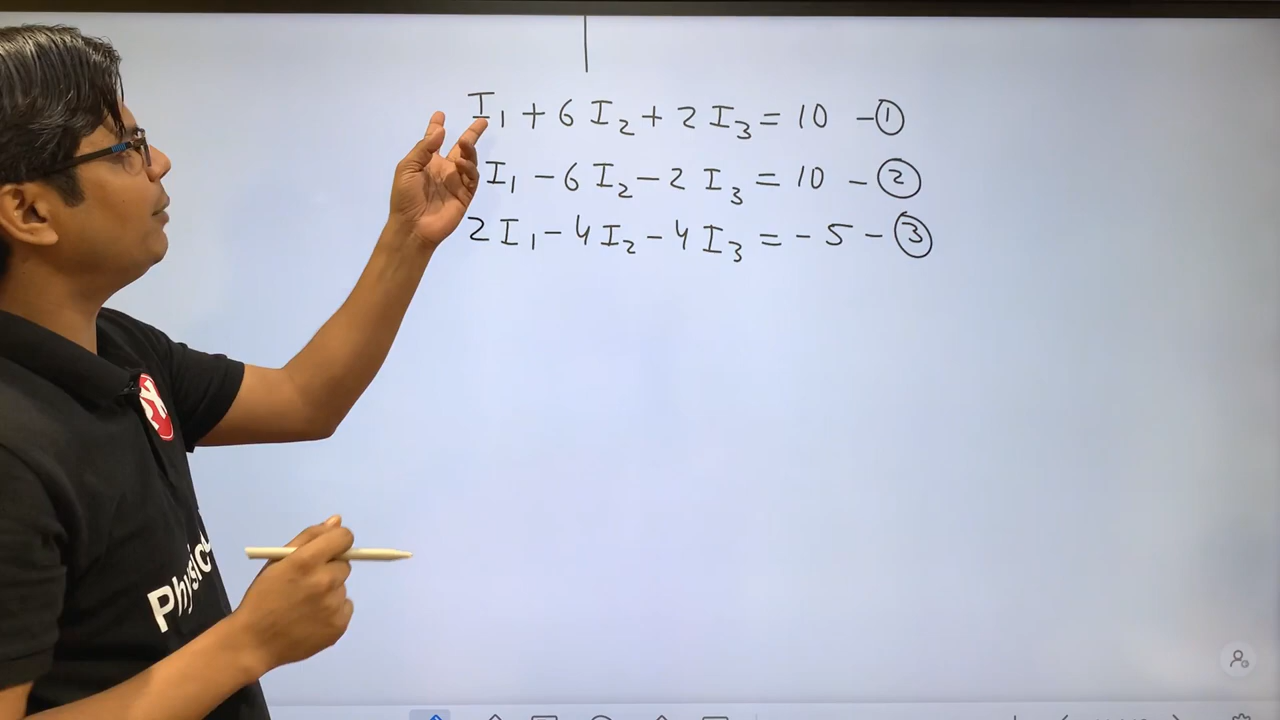 I₁ + 6 I₂ + 2 I₃ = 10 - ①
I₁ - 6 I₂ - 2 I₃ = 10 - ②
2 I₁ - 4 I₂ - 4 I₃ = - 5 - ③